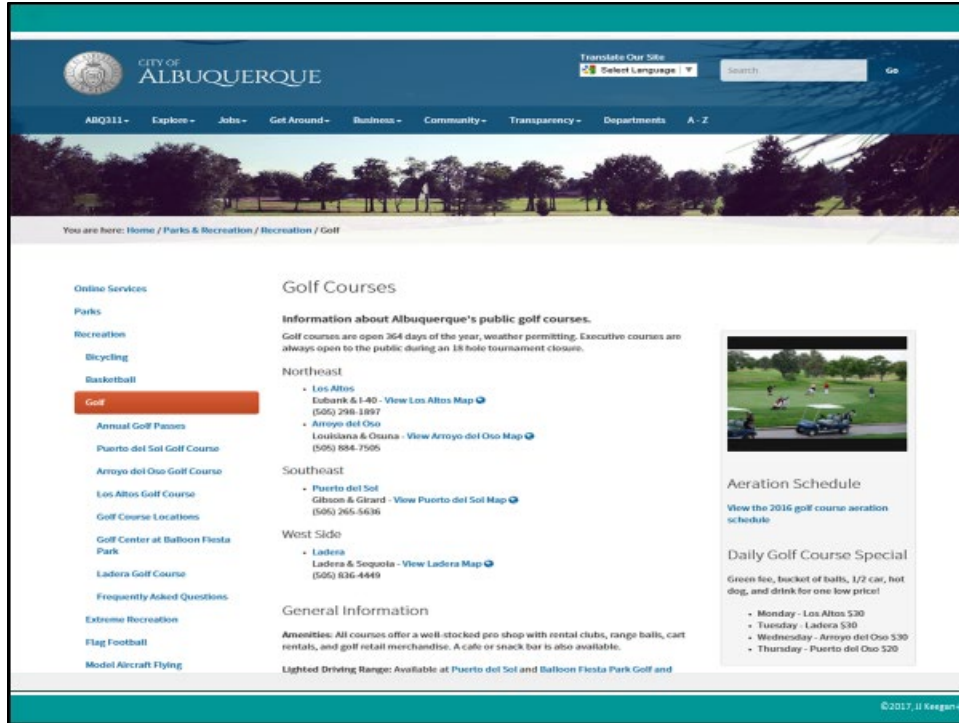 CITY OF
ALBUQUERQUE
Translate Our Site
Select Language ▼
Search
Go
ABQ311
Explore
Jobs
Get Around
Business
Community
Transparency
Departments
A - Z
You are here: Home / Parks & Recreation / Recreation / Golf
Online Services
Parks
Recreation
Bicycling
Basketball
Golf
Annual Golf Passes
Puerto del Sol Golf Course
Arroyo del Oso Golf Course
Los Altos Golf Course
Golf Course Locations
Golf Center at Balloon Fiesta
Park
Ladera Golf Course
Frequently Asked Questions
Extreme Recreation
Flag Football
Model Aircraft Flying
Golf Courses
Information about Albuquerque's public golf courses.
Golf courses are open 364 days of the year, weather permitting. Executive courses are
always open to the public during an 18 hole tournament closure.
Northeast
• Los Altos
Eubank & I-40 - View Los Altos Map
(505) 298-1897
• Arroyo del Oso
Louisiana & Osuna - View Arroyo del Oso Map
(505) 884-7505
Southeast
• Puerto del Sol
Gibson & Girard - View Puerto del Sol Map
(505) 265-5636
West Side
• Ladera
Ladera & Sequoia - View Ladera Map
(505) 836-4449
General Information
Amenities: All courses offer a well-stocked pro shop with rental clubs, range balls, cart
rentals, and golf retail merchandise. A cafe or snack bar is also available.
Lighted Driving Range: Available at Puerto del Sol and Balloon Fiesta Park Golf and
Aeration Schedule
View the 2016 golf course aeration
schedule
Daily Golf Course Special
Green fee, bucket of balls, 1/2 car, hot
dog, and drink for one low price!
• Monday - Los Altos $30
• Tuesday - Ladera $30
• Wednesday - Arroyo del Oso $30
• Thursday - Puerto del Oso $20
©2017, JJ Keegan+